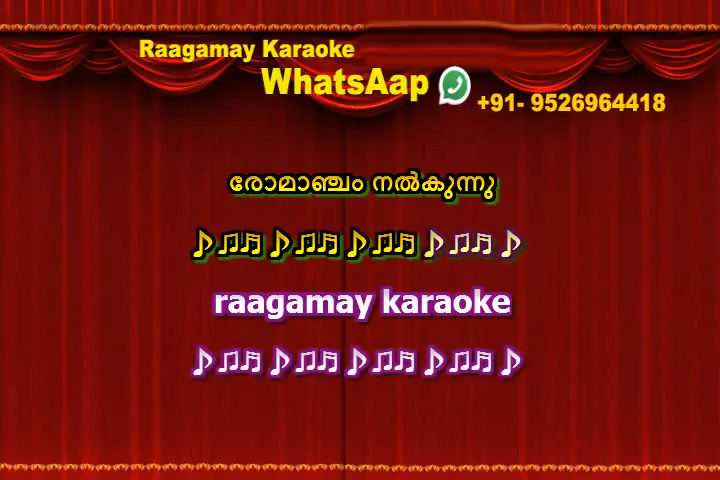 Raagamay Karaoke
WhatsAap
+91- 9526964418
രോമാഞ്ചം നൽകുന്നു
♪♫♬ ♪♫♬ ♪♫♬ ♪♫♬ ♪
raagamay karaoke
♪♫♬ ♪♫♬ ♪♫♬ ♪♫♬ ♪